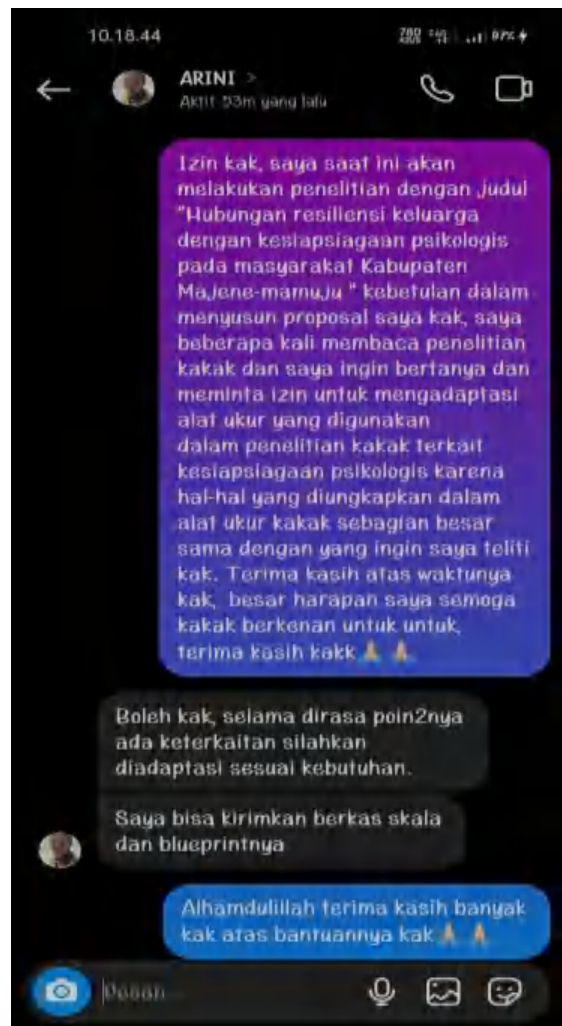 10.18.44
97%
ARINI >
Aktif 53m yang lalu
Izin kak, saya saat ini akan
melakukan penelitian dengan judul
"Hubungan resiliensi keluarga
dengan kesiapsiagaan psikologis
pada masyarakat Kabupaten
Majene-mamuju " kebetulan dalam
menyusun proposal saya kak, saya
beberapa kali membaca penelitian
kakak dan saya ingin bertanya dan
meminta izin untuk mengadaptasi
alat ukur yang digunakan
dalam penelitian kakak terkait
kesiapsiagaan psikologis karena
hal-hal yang diungkapkan dalam
alat ukur kakak sebagian besar
sama dengan yang ingin saya teliti
kak. Terima kasih atas waktunya
kak, besar harapan saya semoga
kakak berkenan untuk untuk,
terima kasih kakk 🙏 🙏
Boleh kak, selama dirasa poin2nya
ada keterkaitan silahkan
diadaptasi sesuai kebutuhan.
Saya bisa kirimkan berkas skala
dan blueprintnya
Alhamdulillah terima kasih banyak
kak atas bantuannya kak 🙏 🙏
Pesan...